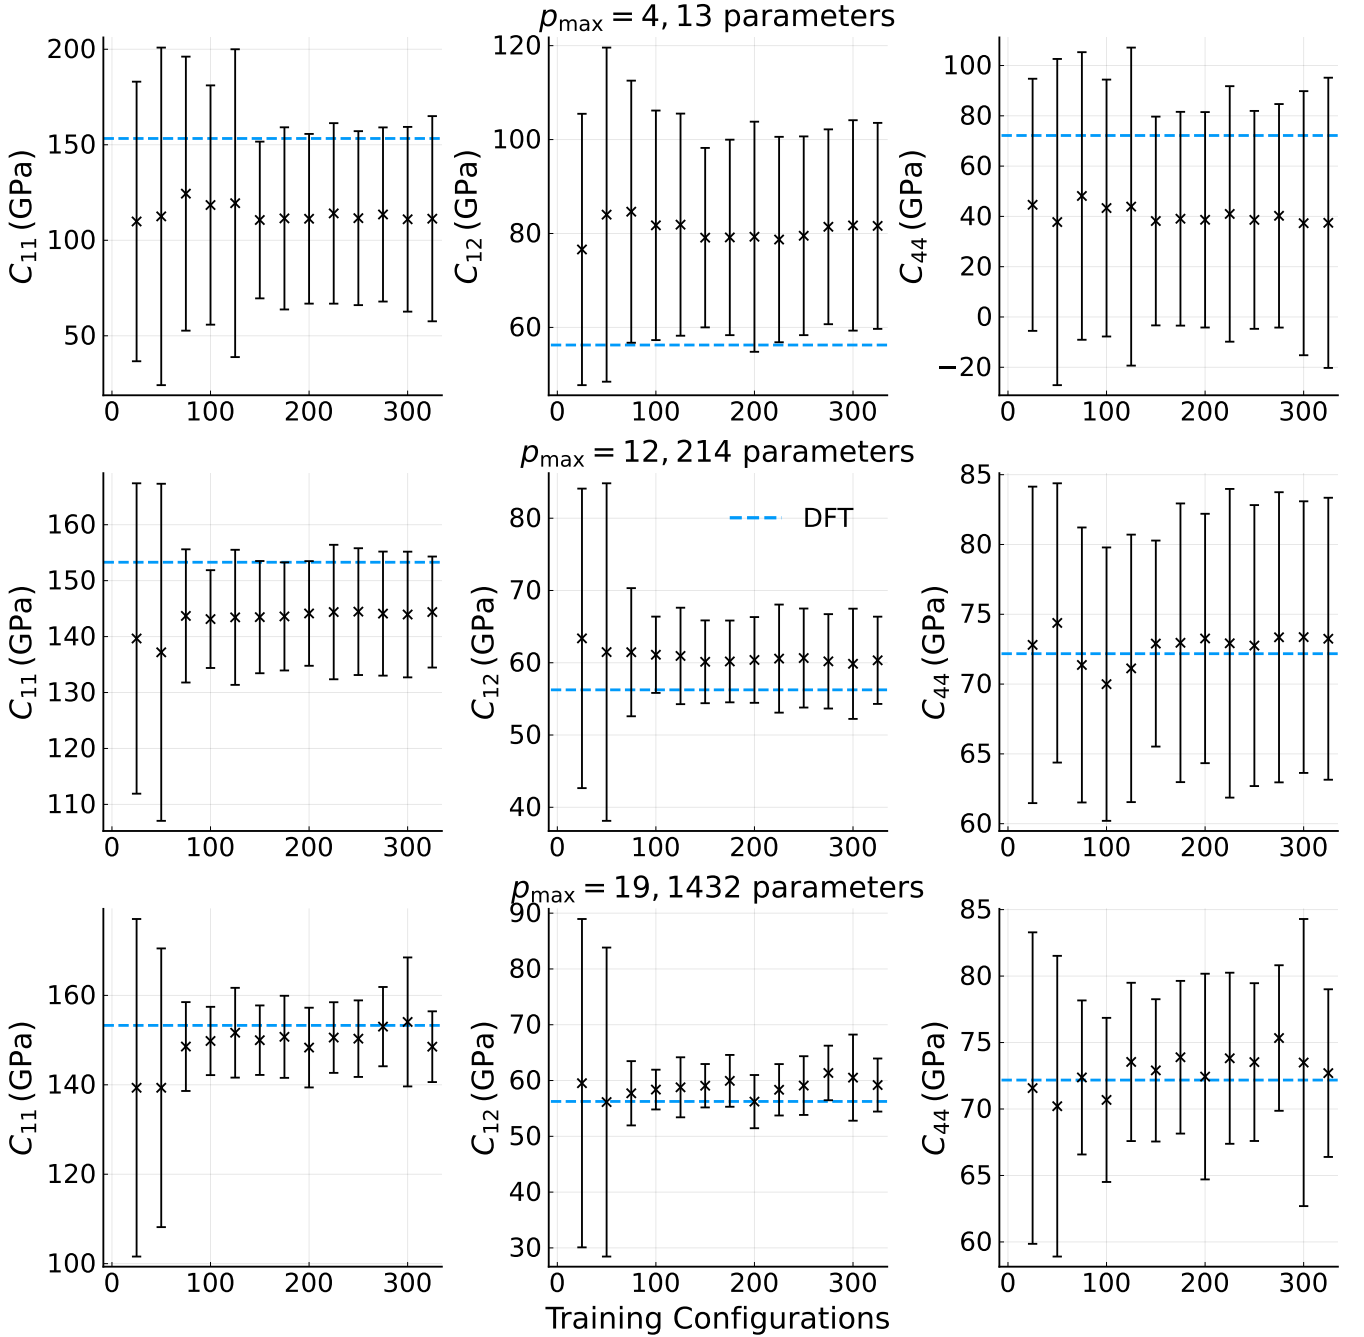 p_max = 4, 13 parameters
C_11 (GPa)
200
150
100
50
0 100 200 300
C_12 (GPa)
120
100
80
60
0 100 200 300
C_44 (GPa)
100
80
60
40
20
0
−20
0 100 200 300
p_max = 12, 214 parameters
C_11 (GPa)
160
150
140
130
120
110
0 100 200 300
C_12 (GPa)
80
70
60
50
40
DFT
0 100 200 300
C_44 (GPa)
85
80
75
70
65
60
0 100 200 300
p_max = 19, 1432 parameters
C_11 (GPa)
160
140
120
100
0 100 200 300
C_12 (GPa)
90
80
70
60
50
40
30
0 100 200 300
C_44 (GPa)
85
80
75
70
65
60
0 100 200 300
Training Configurations